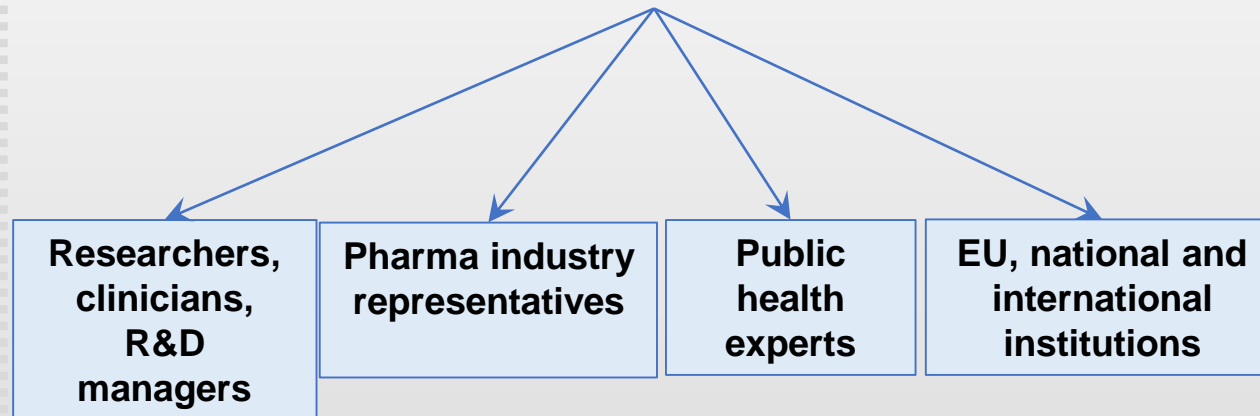 Researchers,
clinicians,
R&D
managers
Pharma industry
representatives
Public
health
experts
EU, national and
international
institutions